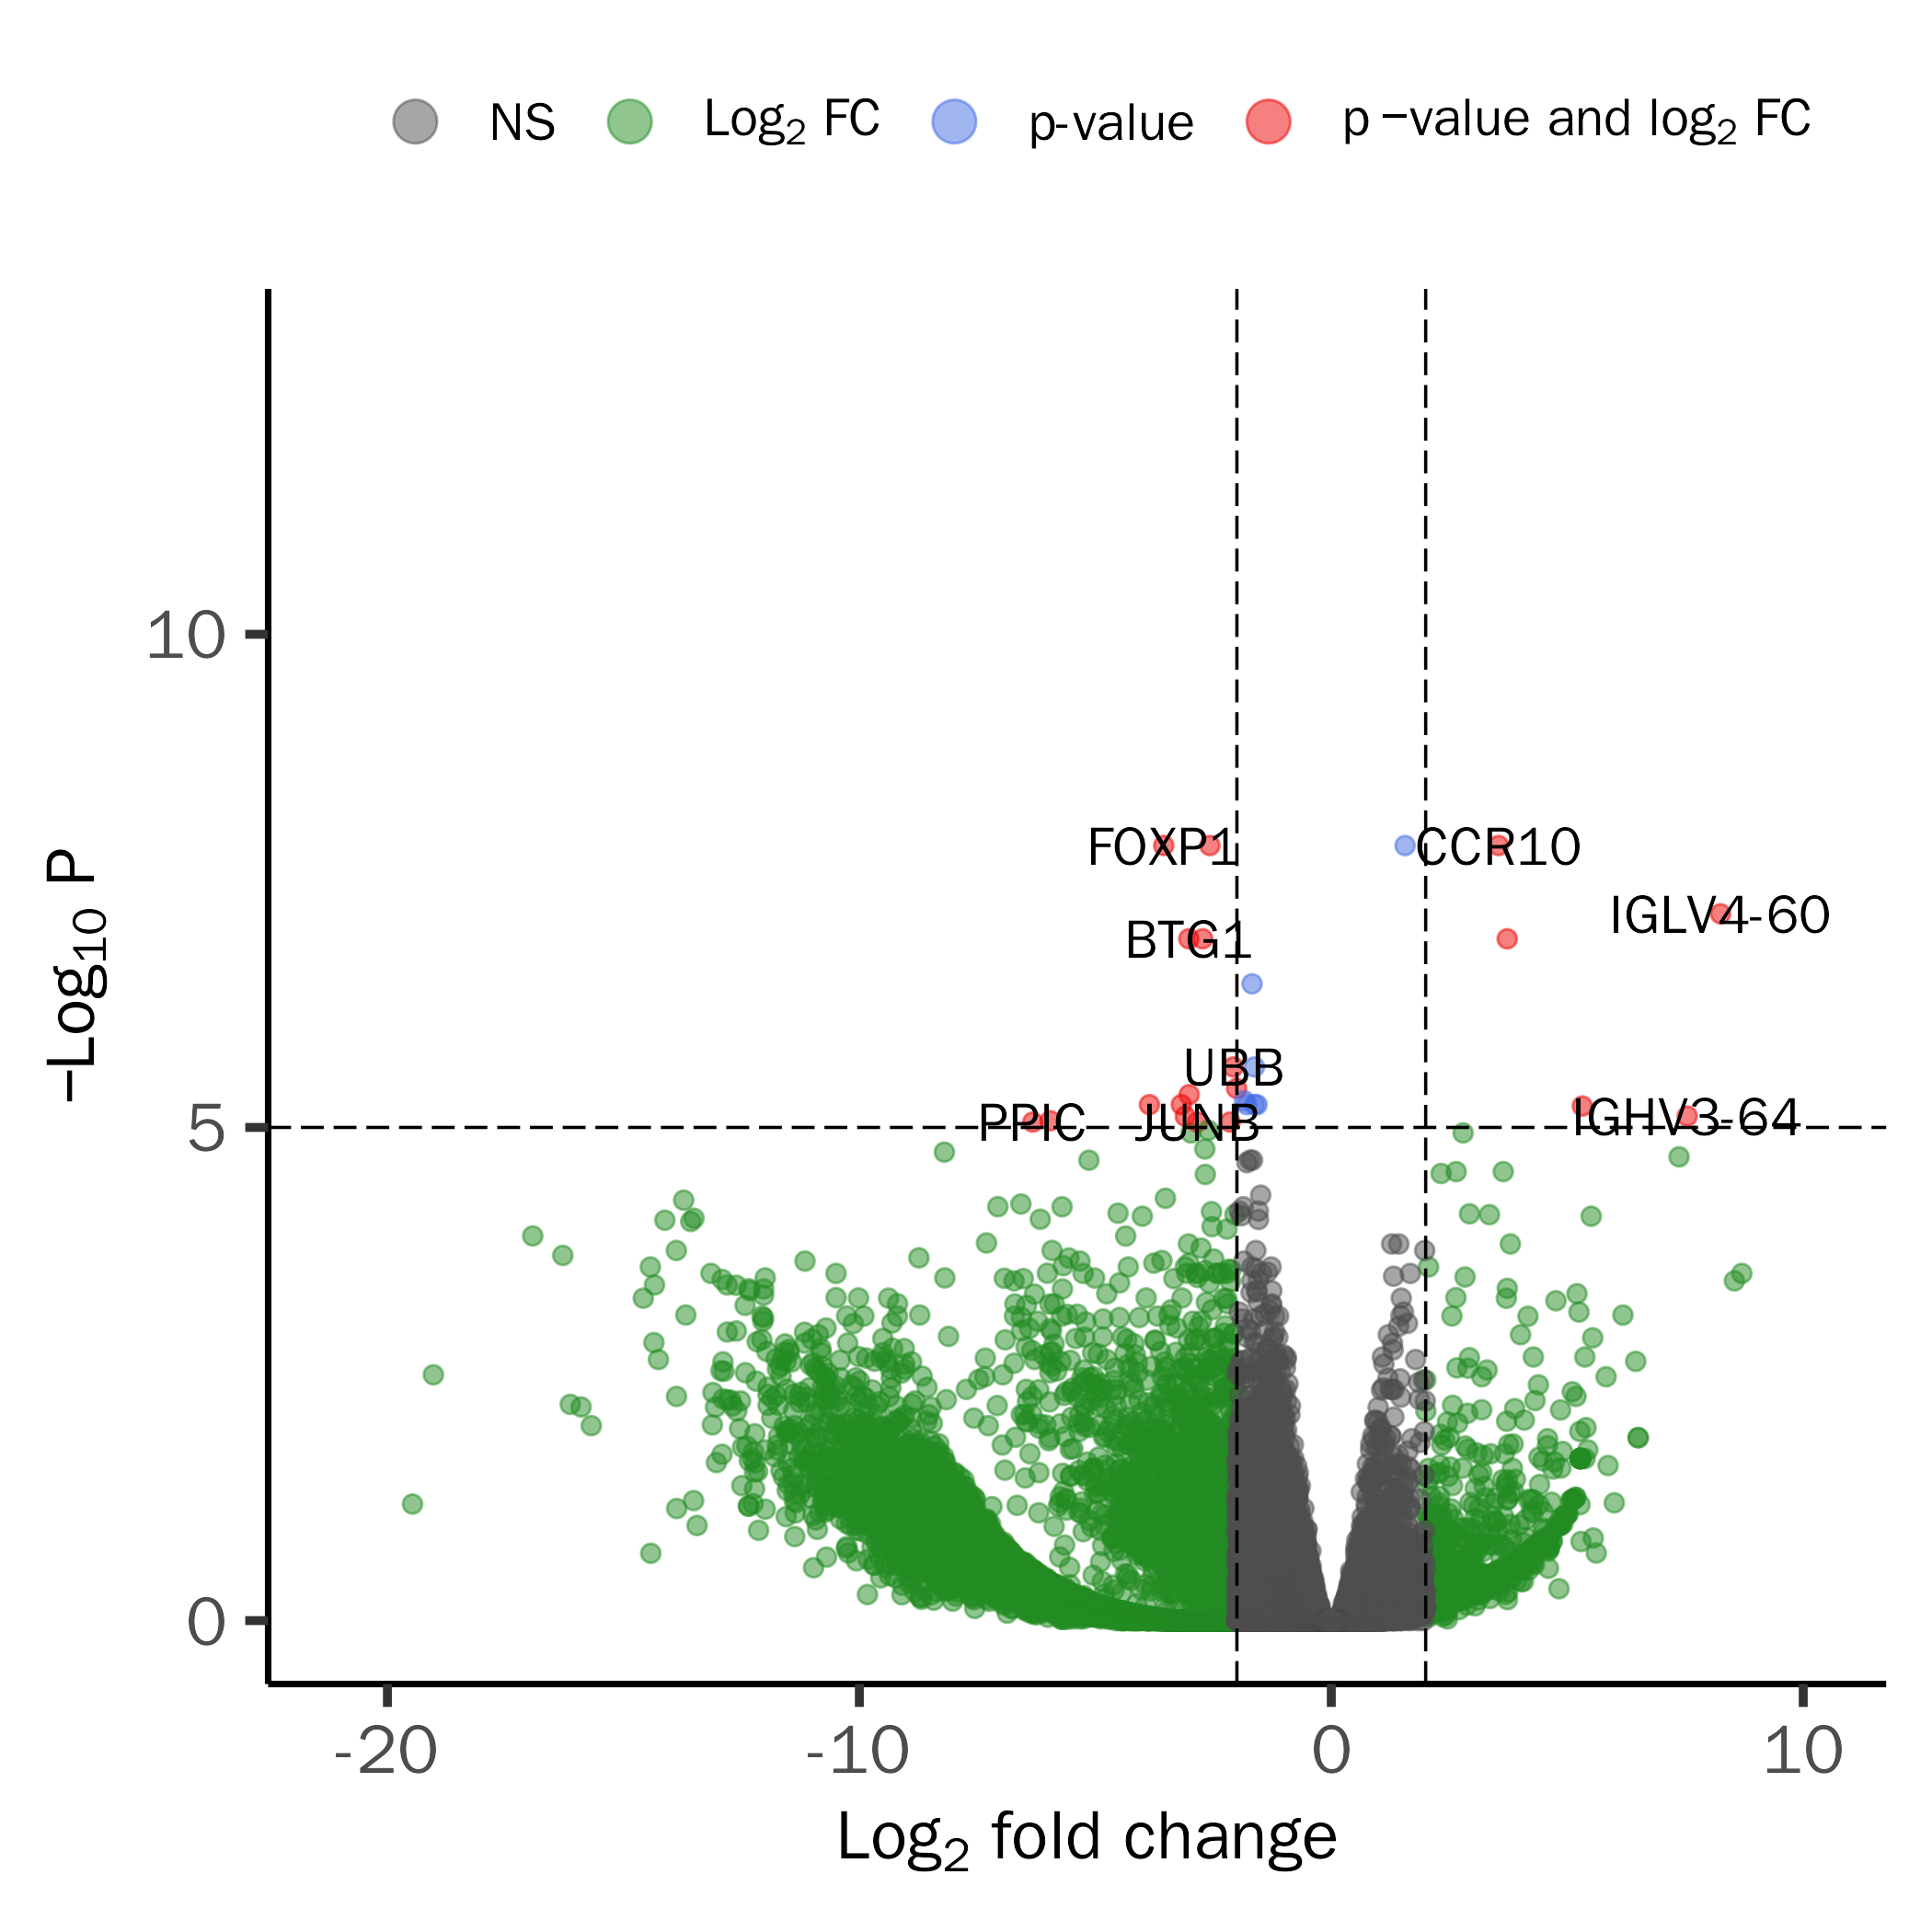 NS Log2 FC p-value p −value and log2 FC
−Log10 P
10
5
0
FOXP1 CCR10
IGLV4-60
BTG1
UBB
PPIC JUNB IGHV3-64
-20 -10 0 10
Log2 fold change